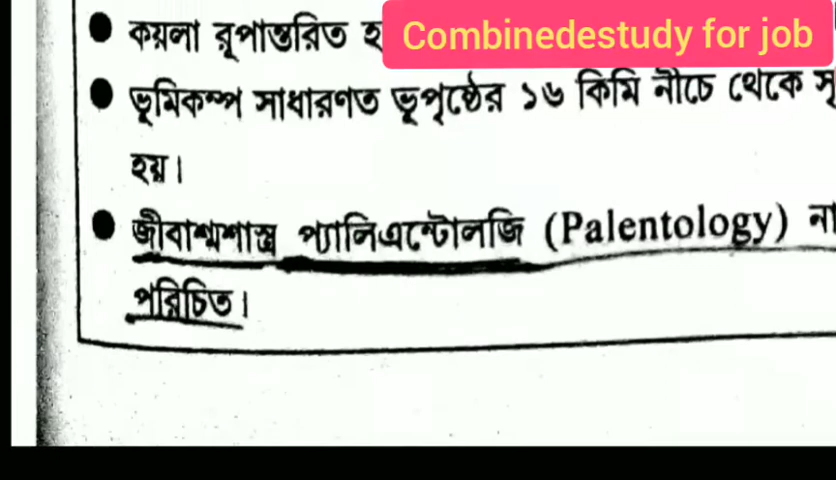 Combinedestudy for job
● কয়লা রূপান্তরিত হ
● ভূমিকম্প সাধারণত ভূপৃষ্ঠের ১৬ কিমি নীচে থেকে সৃ
হয়।
● জীবাশ্মশাস্ত্র প্যালিএন্টোলজি (Palentology) না
পরিচিত।